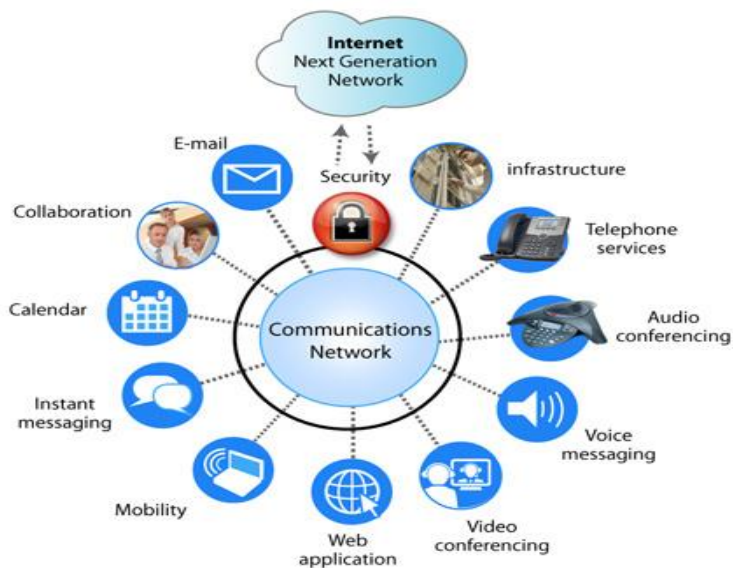 Internet
Next Generation
Network
E-mail
Security
infrastructure
Collaboration
Telephone
services
Calendar
Communications
Network
Audio
conferencing
Instant
messaging
Voice
messaging
Mobility
Web
application
Video
conferencing